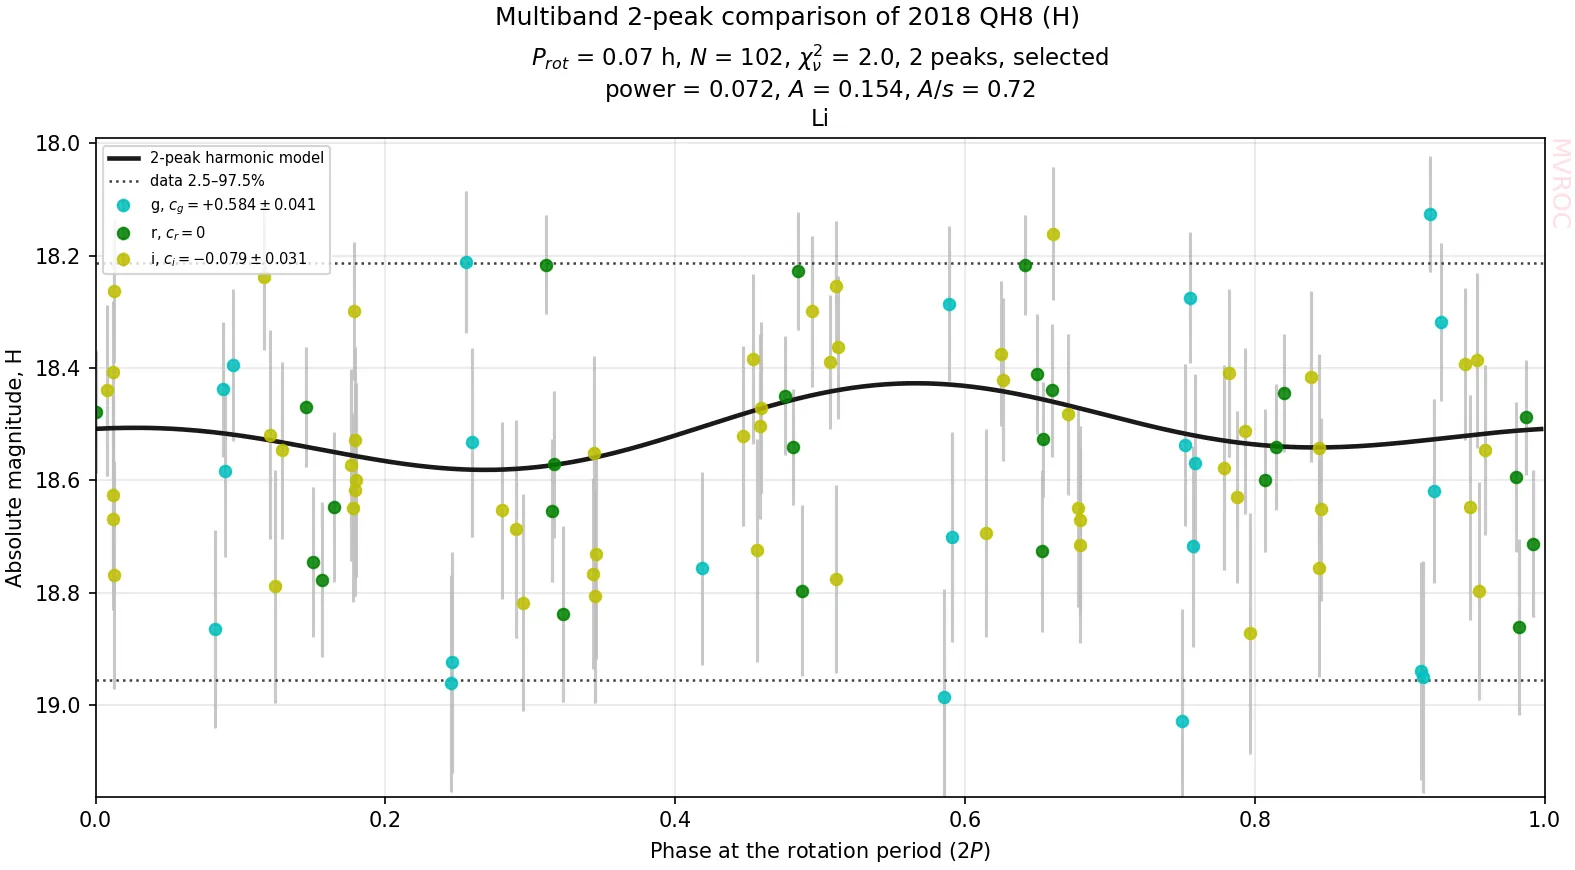 Multiband 2-peak comparison of 2018 QH8 (H)
P_rot = 0.07 h, N = 102, χ²_ν = 2.0, 2 peaks, selected
power = 0.072, A = 0.154, A/s = 0.72
Li
2-peak harmonic model
data 2.5–97.5%
g, c_g = +0.584 ± 0.041
r, c_r = 0
i, c_i = −0.079 ± 0.031
MVROC
Absolute magnitude, H
18.0
18.2
18.4
18.6
18.8
19.0
0.0 0.2 0.4 0.6 0.8 1.0
Phase at the rotation period (2P)